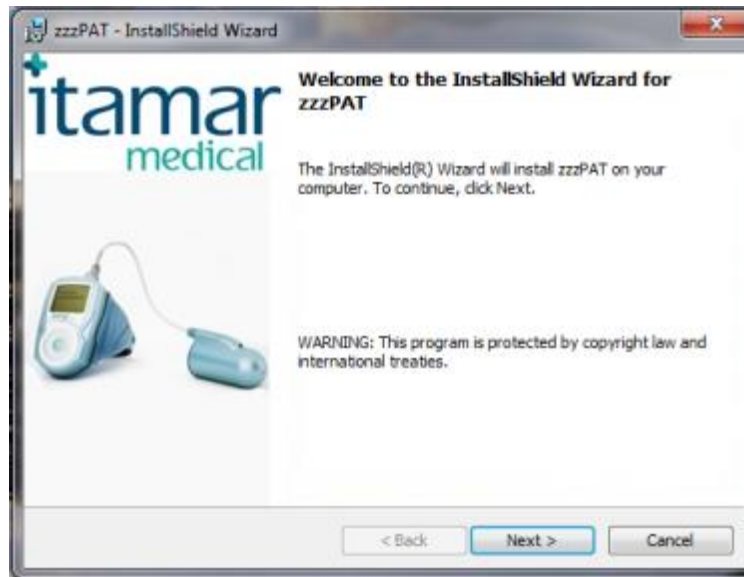 zzzPAT - InstallShield Wizard
itamar
medical
Welcome to the InstallShield Wizard for
zzzPAT
The InstallShield(R) Wizard will install zzzPAT on your
computer. To continue, click Next.
WARNING: This program is protected by copyright law and
international treaties.
< Back
Next >
Cancel